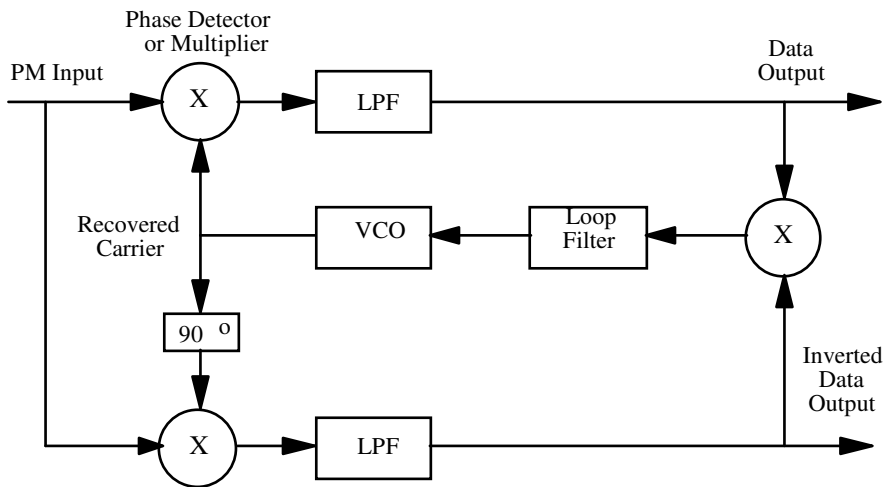 Phase Detector
or Multiplier
PM Input
X
LPF
Data
Output
Recovered
Carrier
VCO
Loop
Filter
X
90 o
X
LPF
Inverted
Data
Output